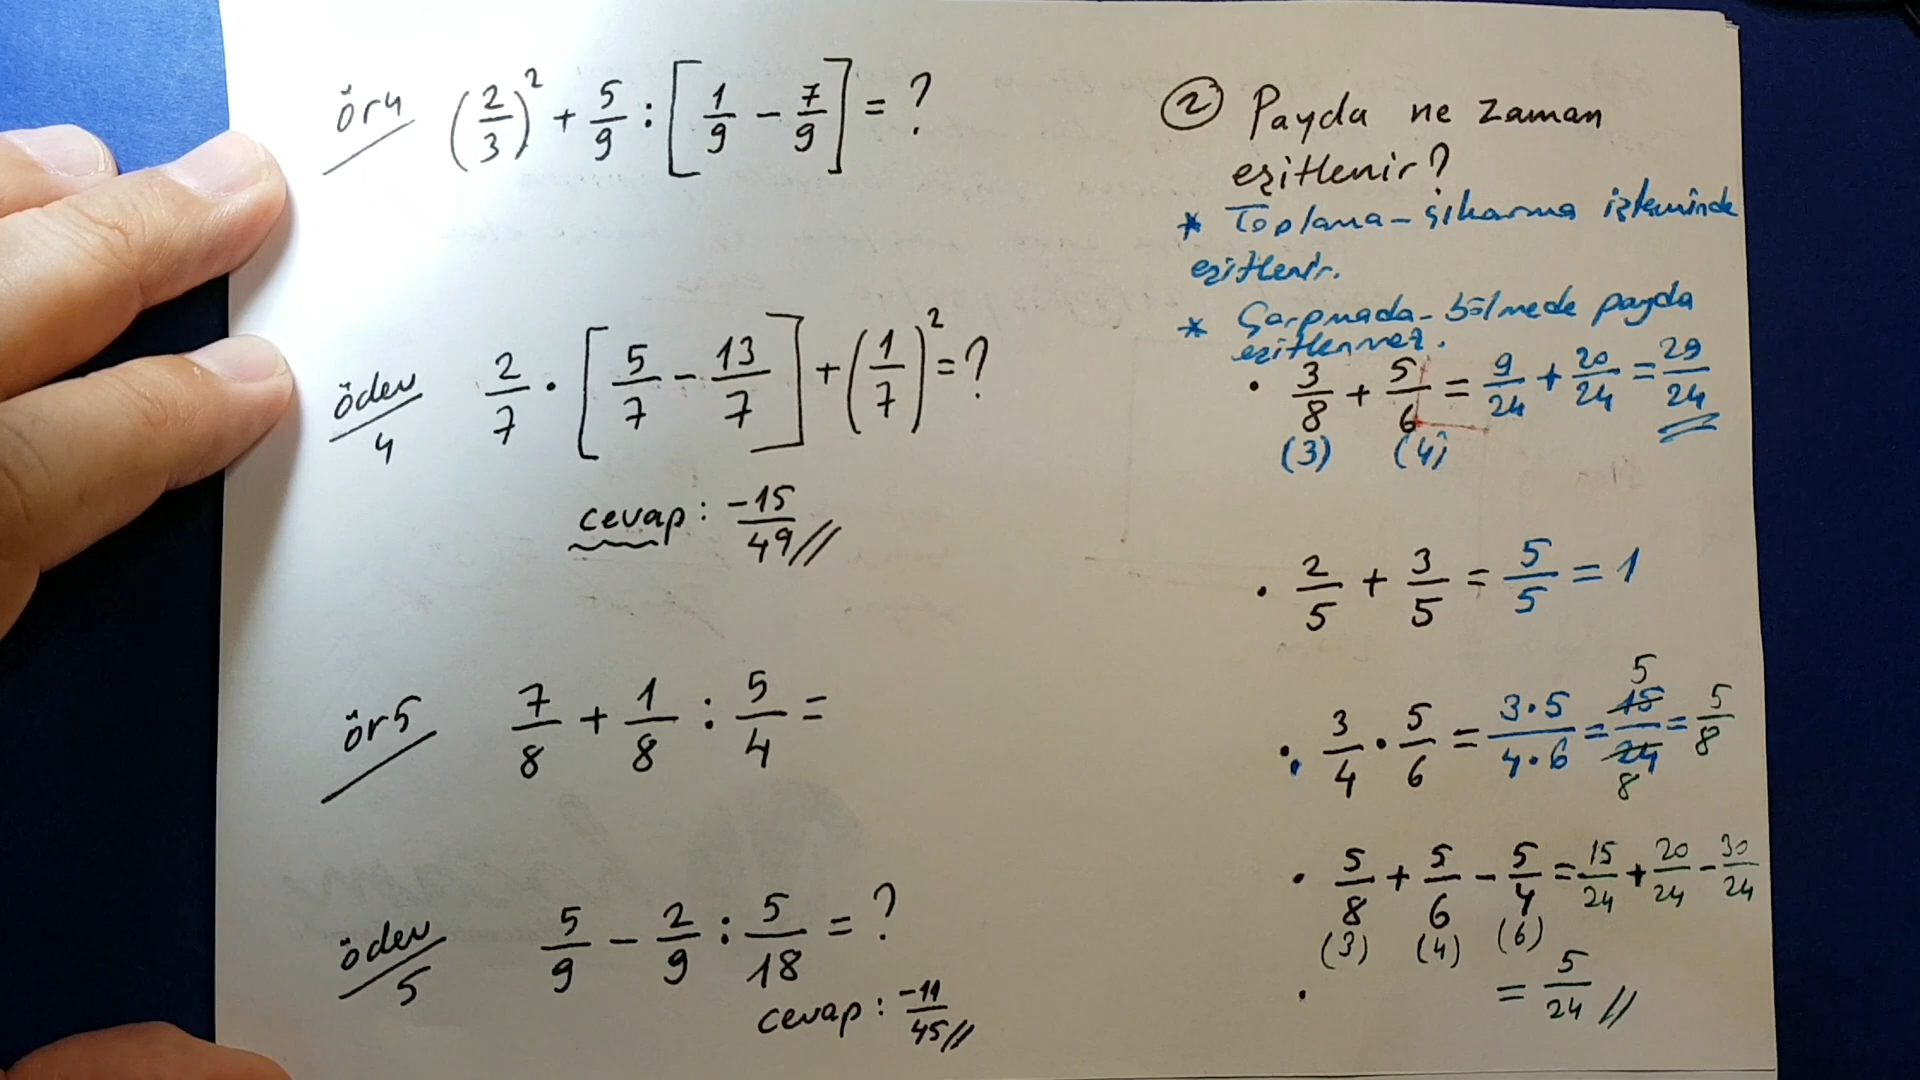 ör4 (2/3)² + 5/9 : [1/9 - 7/9] = ?
ödev 4 2/7 · [5/7 - 13/7] + (1/7)² = ?
cevap : -15/49 //
ör5 7/8 + 1/8 : 5/4 =
ödev 5 5/9 - 2/9 : 5/18 = ?
cevap : -11/45 //
② Payda ne zaman
eşitlenir?
* Toplama - çıkarma işleminde
eşitlenir.
* Çarpmada - bölmede payda
eşitlenmez.
· 3/8 + 5/6 = 9/24 + 20/24 = 29/24
(3) (4)
· 2/5 + 3/5 = 5/5 = 1
· 3/4 · 5/6 = 3·5/4·6 = 15/24 = 5/8
5
8
· 5/8 + 5/6 - 5/4 = 15/24 + 20/24 - 30/24
(3) (4) (6)
· = 5/24 //